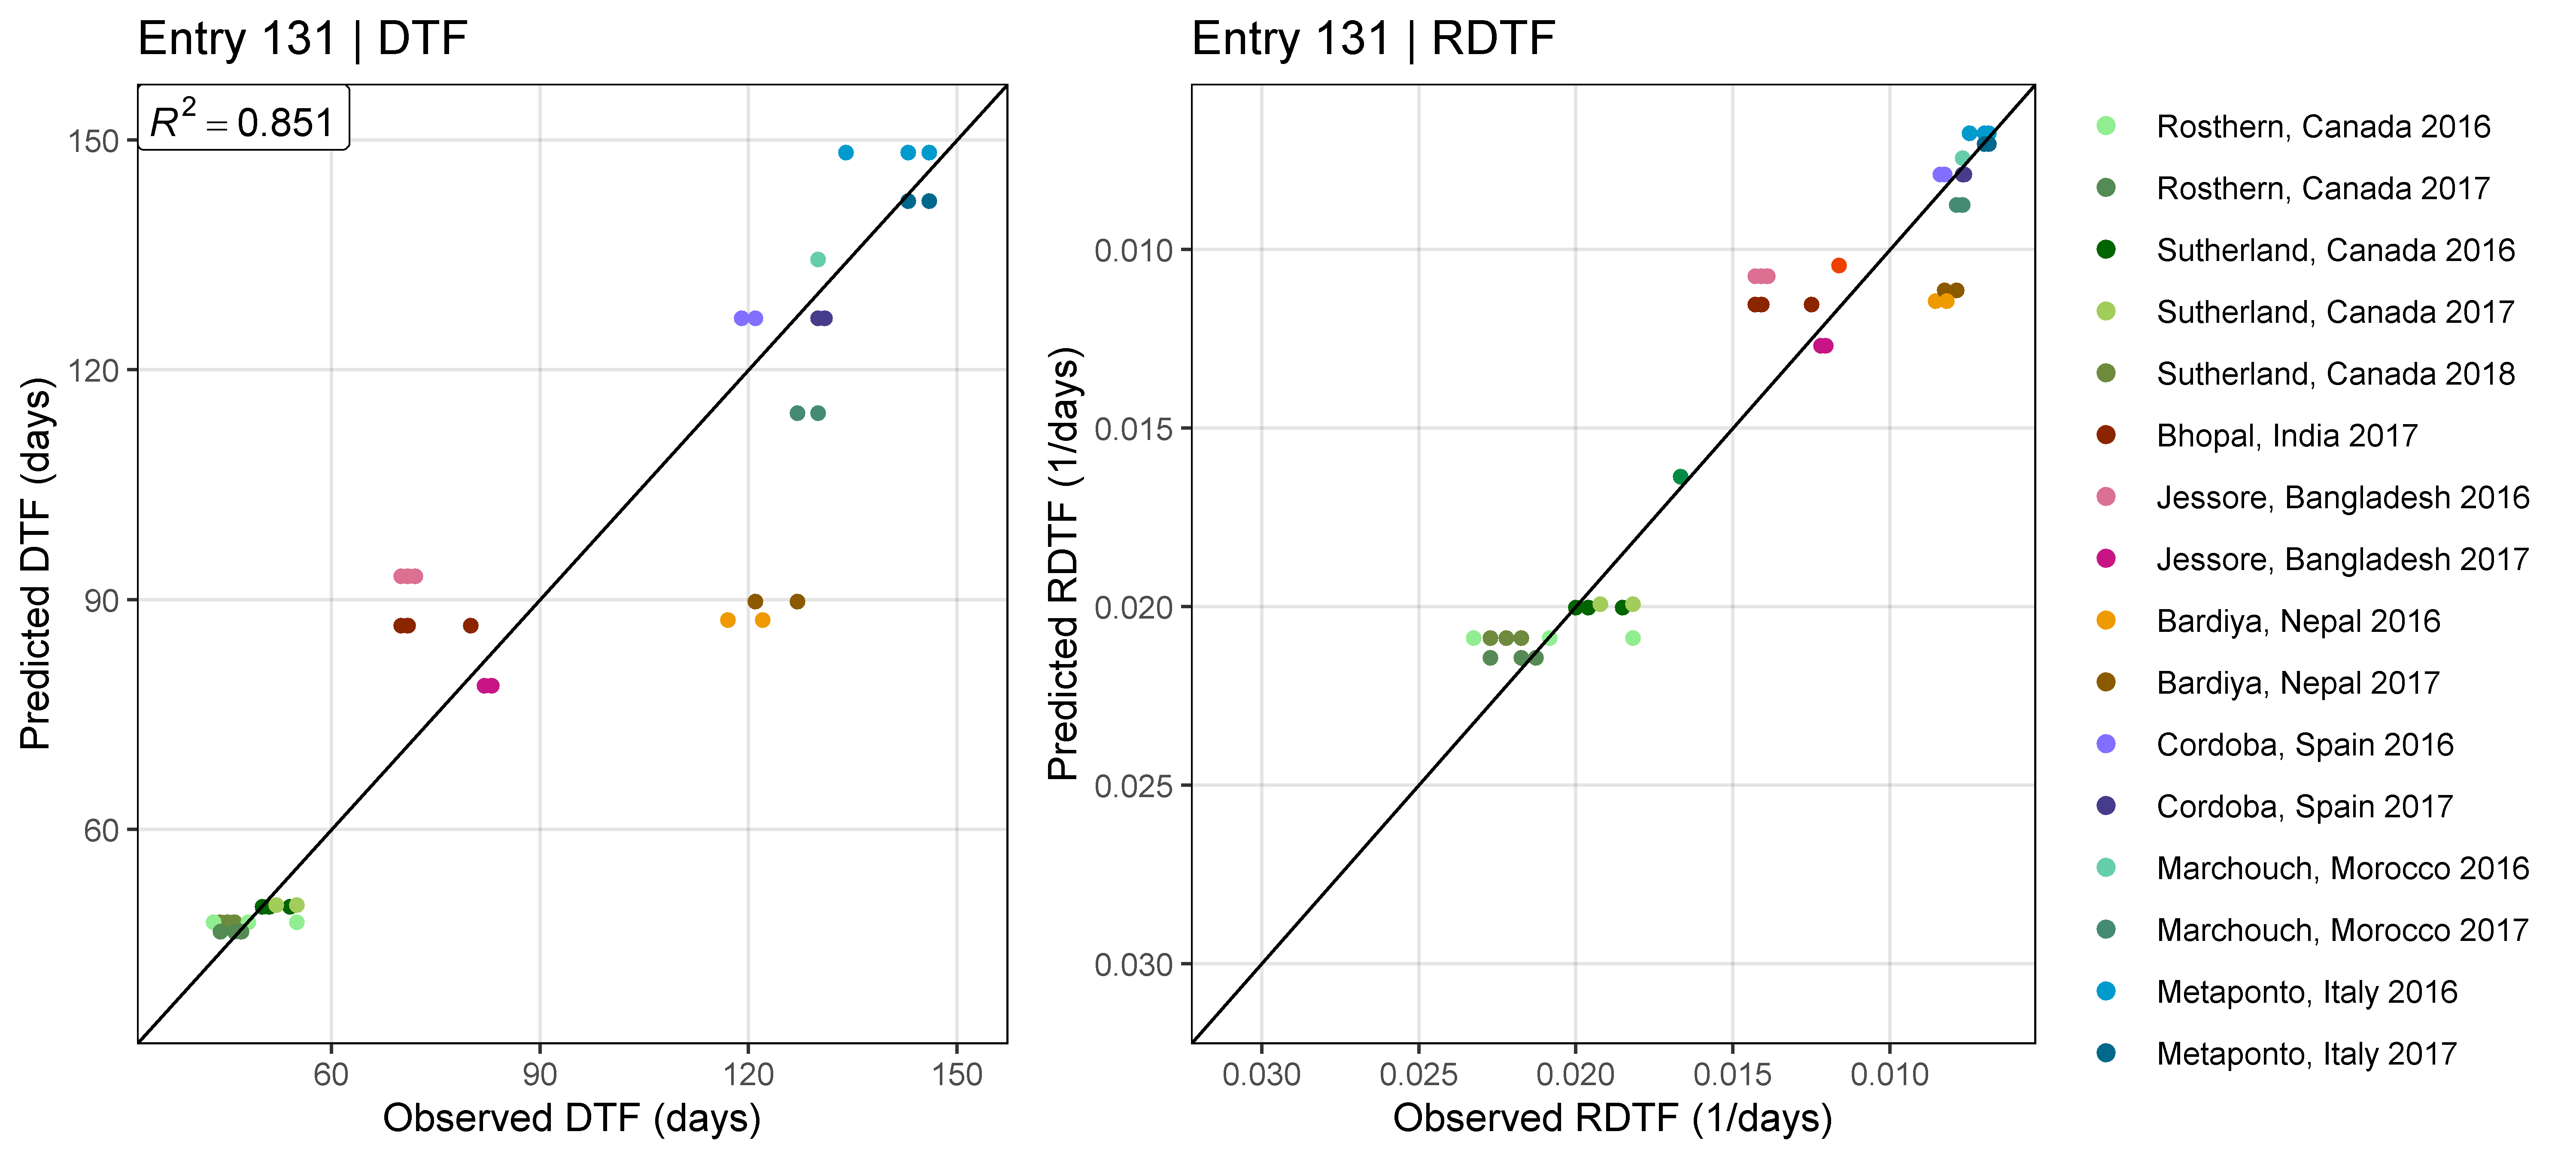 Entry 131 | DTF
R² = 0.851
150
120
90
60
Predicted DTF (days)
60 90 120 150
Observed DTF (days)
Entry 131 | RDTF
0.010
0.015
0.020
0.025
0.030
Predicted RDTF (1/days)
0.030 0.025 0.020 0.015 0.010
Observed RDTF (1/days)
Rosthern, Canada 2016
Rosthern, Canada 2017
Sutherland, Canada 2016
Sutherland, Canada 2017
Sutherland, Canada 2018
Bhopal, India 2017
Jessore, Bangladesh 2016
Jessore, Bangladesh 2017
Bardiya, Nepal 2016
Bardiya, Nepal 2017
Cordoba, Spain 2016
Cordoba, Spain 2017
Marchouch, Morocco 2016
Marchouch, Morocco 2017
Metaponto, Italy 2016
Metaponto, Italy 2017